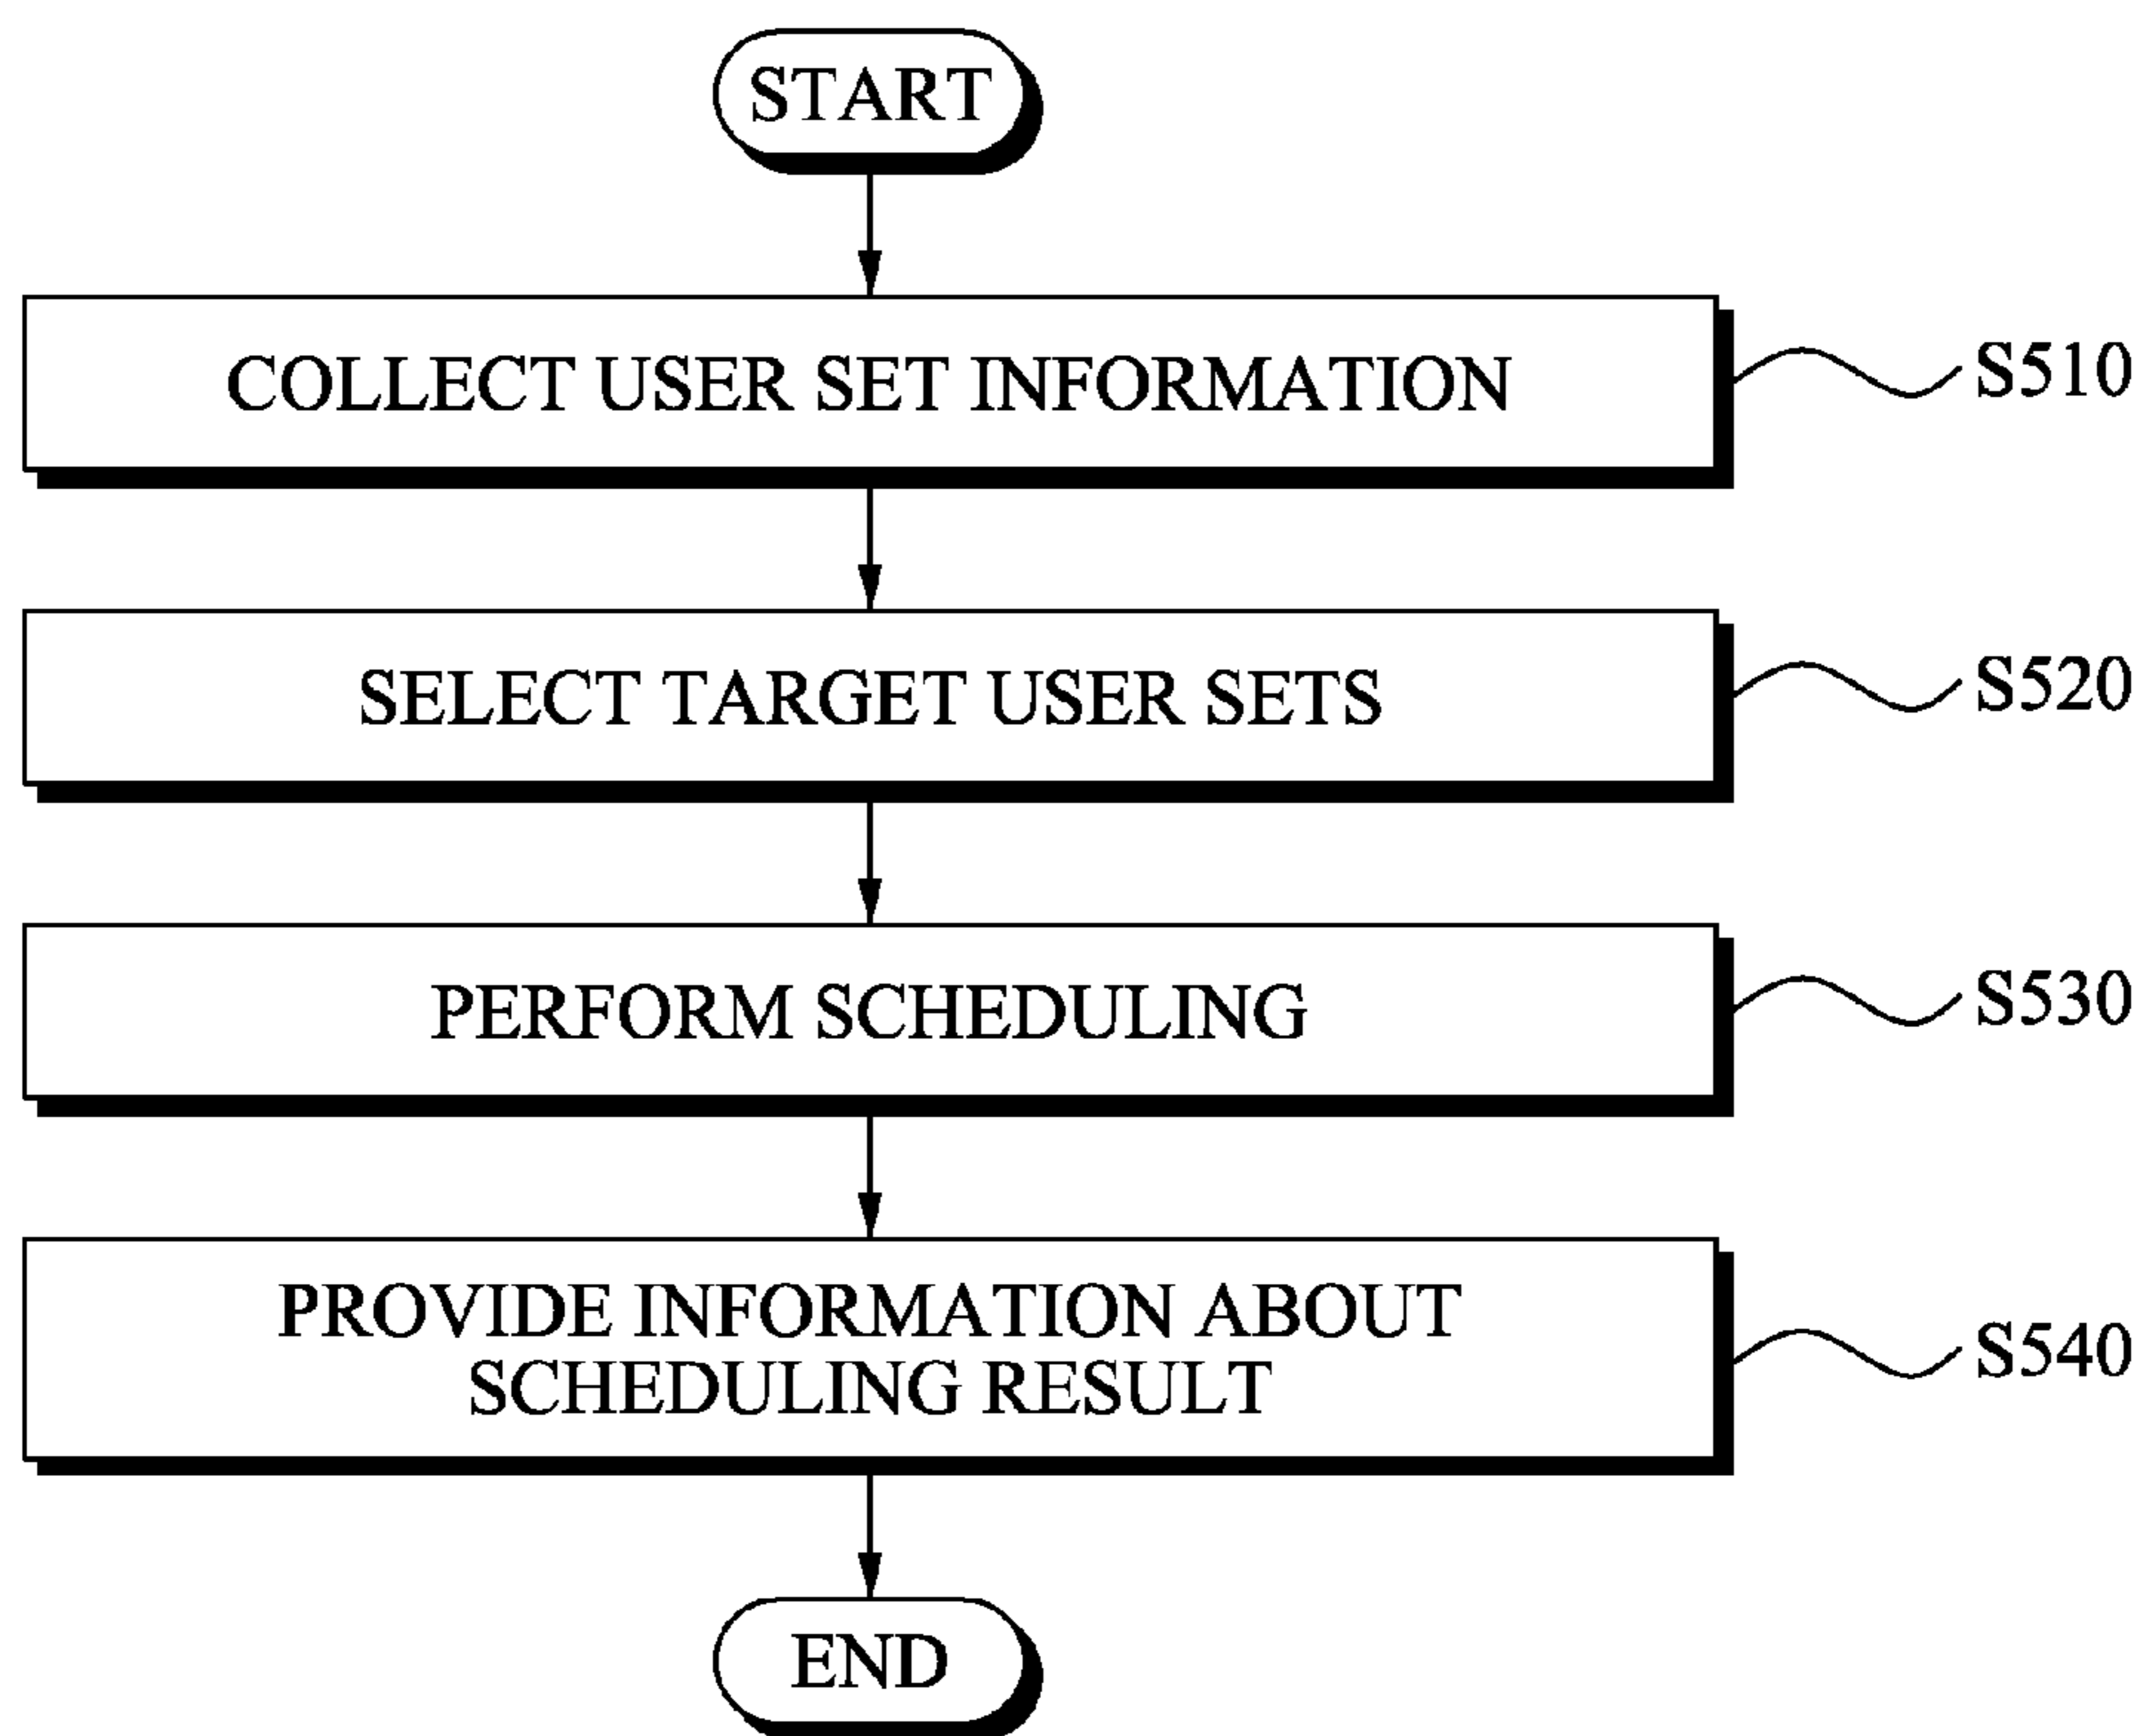 START
COLLECT USER SET INFORMATION
S510
SELECT TARGET USER SETS
S520
PERFORM SCHEDULING
S530
PROVIDE INFORMATION ABOUT
SCHEDULING RESULT
S540
END